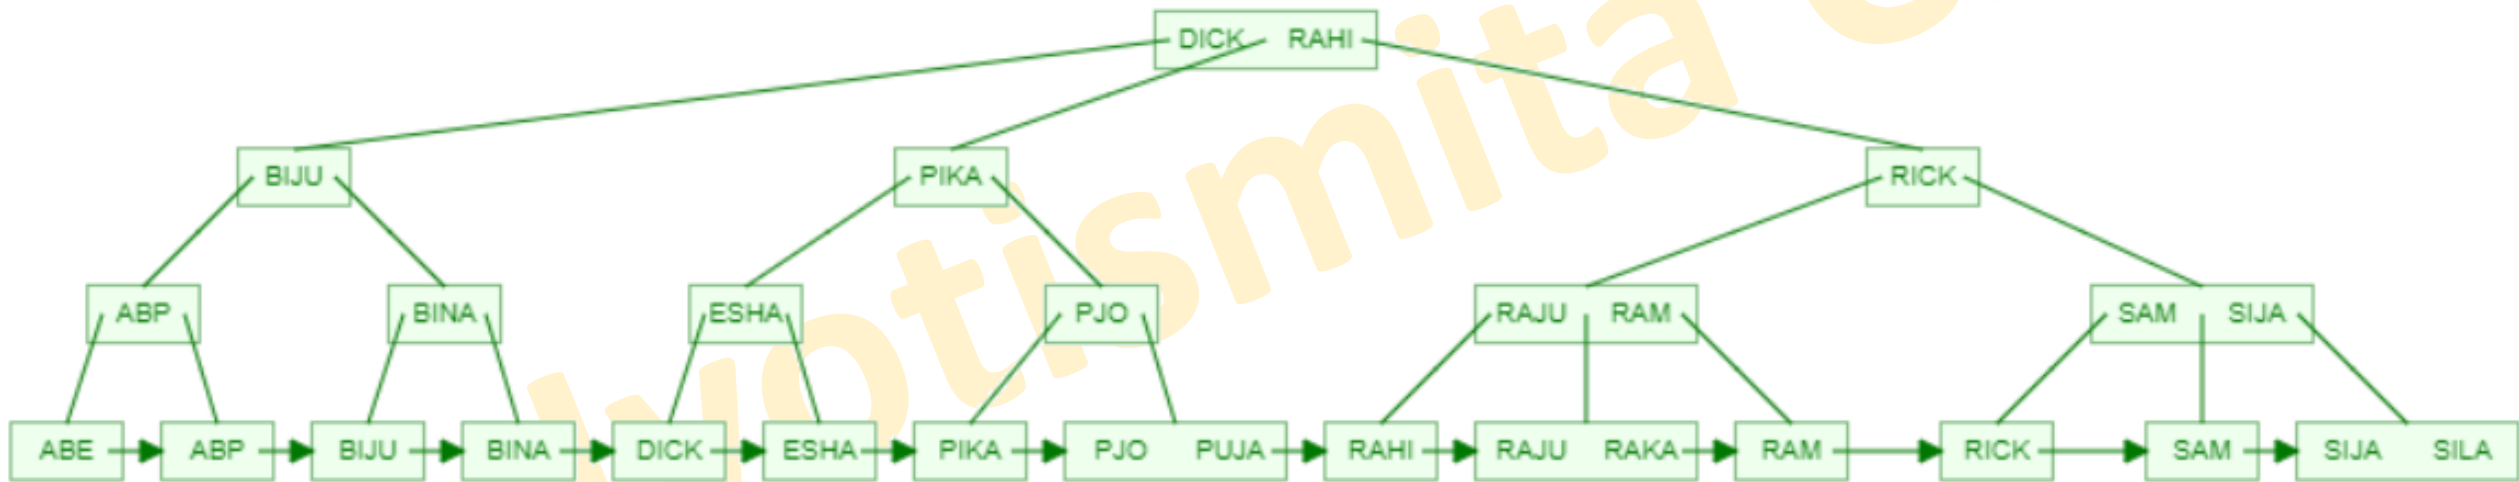 DICK RAHI
BIJU PIKA RICK
ABP BINA ESHA PJO RAJU RAM SAM SIJA
ABE ABP BIJU BINA DICK ESHA PIKA PJO PUJA RAHI RAJU RAKA RAM RICK SAM SIJA SILA